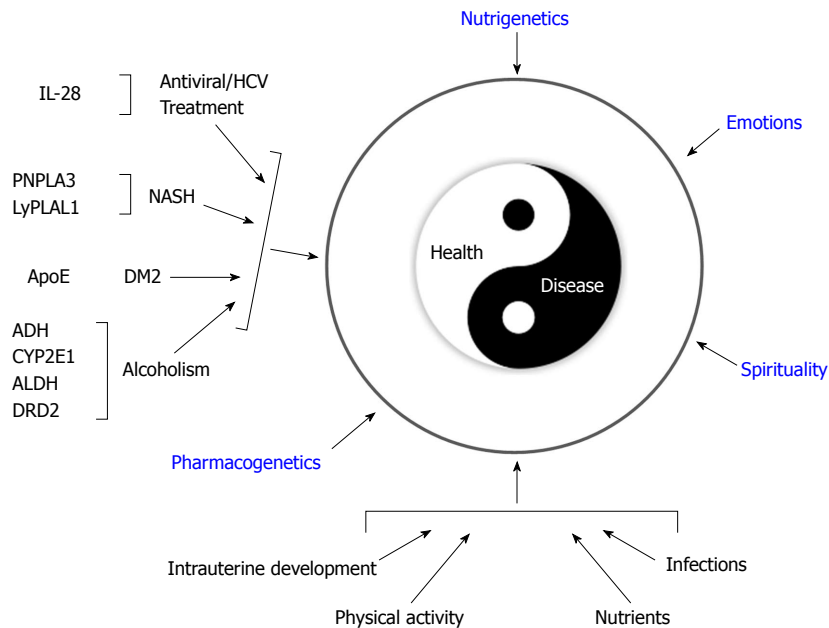 Nutrigenetics
IL-28
Antiviral/HCV
Treatment
Emotions
PNPLA3
LyPLAL1
NASH
Health
Disease
ApoE
DM2
ADH
CYP2E1
ALDH
DRD2
Alcoholism
Spirituality
Pharmacogenetics
Intrauterine development
Infections
Physical activity
Nutrients